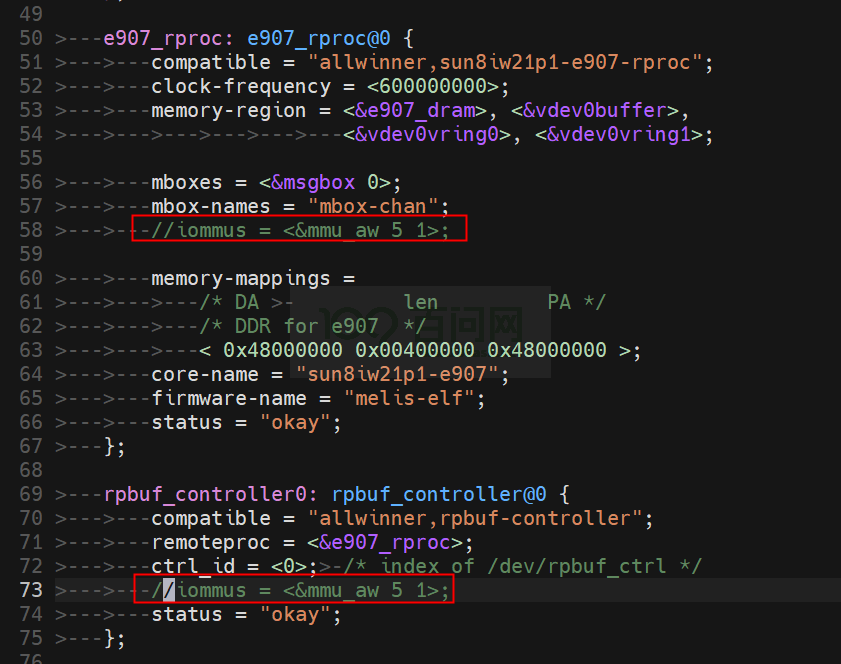 49
50 >---e907_rproc: e907_rproc@0 {
51 >--->---compatible = "allwinner,sun8iw21p1-e907-rproc";
52 >--->---clock-frequency = <600000000>;
53 >--->---memory-region = <&e907_dram>, <&vdev0buffer>,
54 >--->--->--->--->--->---<&vdev0vring0>, <&vdev0vring1>;
55
56 >--->---mboxes = <&msgbox 0>;
57 >--->---mbox-names = "mbox-chan";
58 >--->---//iommus = <&mmu_aw 5 1>;
59
60 >--->---memory-mappings =
61 >--->--->---/* DA >- len PA */
62 >--->--->---/* DDR for e907 */
63 >--->--->---< 0x48000000 0x00400000 0x48000000 >;
64 >--->---core-name = "sun8iw21p1-e907";
65 >--->---firmware-name = "melis-elf";
66 >--->---status = "okay";
67 >---};
68
69 >---rpbuf_controller0: rpbuf_controller@0 {
70 >--->---compatible = "allwinner,rpbuf-controller";
71 >--->---remoteproc = <&e907_rproc>;
72 >--->---ctrl_id = <0>;>-/* index of /dev/rpbuf_ctrl */
73 >--->---//iommus = <&mmu_aw 5 1>;
74 >--->---status = "okay";
75 >---};
76
百问网